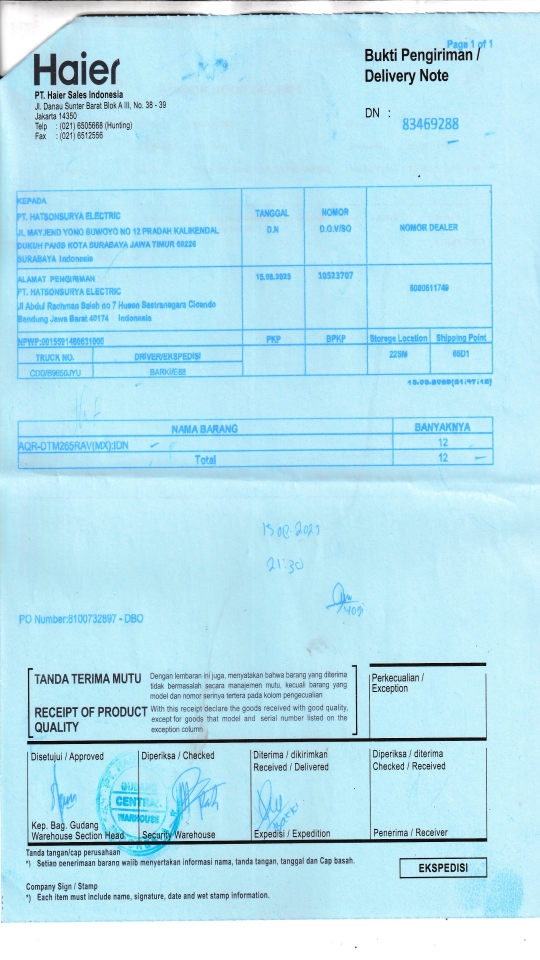 Page 1 of 1
Haier
Bukti Pengiriman /
Delivery Note
PT. Haier Sales Indonesia
Jl. Danau Sunter Barat Blok A III, No. 38 - 39
Jakarta 14350
Telp : (021) 6505668 (Hunting)
Fax : (021) 6512556
DN : 83469288
KEPADA
PT. HATSONSURYA ELECTRIC
JL MAYJEND YONO SUWOYO NO 12 PRADAH KALIKENDAL
DUKUH PAKIS KOTA SURABAYA JAWA TIMUR 60226
SURABAYA Indonesia
TANGGAL
D.N
NOMOR
D.O.V/SO
NOMOR DEALER
ALAMAT PENGIRIMAN
PT. HATSONSURYA ELECTRIC
Jl Abdul Rachman Saleh no 7 Husen Sastranagara Cicendo
Bandung Jawa Barat 40174 Indonesia
15.08.2025
10523707
NPWP:
PKP
BPKP
Storage Location
Shipping Point
TRUCK NO.
DRIVER/EKSPEDISI
22SM
NAMA BARANG
BANYAKNYA
AQR-DTM265RAV(MX):IDN
12
Total
12
21:30
PO Number:8100732897 - DBO
TANDA TERIMA MUTU
Dengan lembaran ini juga, menyatakan bahwa barang yang diterima
tidak bermasalah secara manajemen mutu, kecuali barang yang
model dan nomor serinya tertera pada kolom pengecualian
RECEIPT OF PRODUCT
QUALITY
With this receipt declare the goods received with good quality,
except for goods that model and serial number listed on the
exception column
Perkecualian /
Exception
Disetujui / Approved
Diperiksa / Checked
Diterima / dikirimkan
Received / Delivered
Diperiksa / diterima
Checked / Received
GUDANG
CENTRAL
WAREHOUSE
Kep. Bag. Gudang
Warehouse Section Head
Security Warehouse
Expedisi / Expedition
Penerima / Receiver
Tanda tangan/cap perusahaan
*) Setiap penerimaan barang wajib menyertakan informasi nama, tanda tangan, tanggal dan Cap basah.
EKSPEDISI
Company Sign / Stamp
*) Each item must include name, signature, date and wet stamp information.